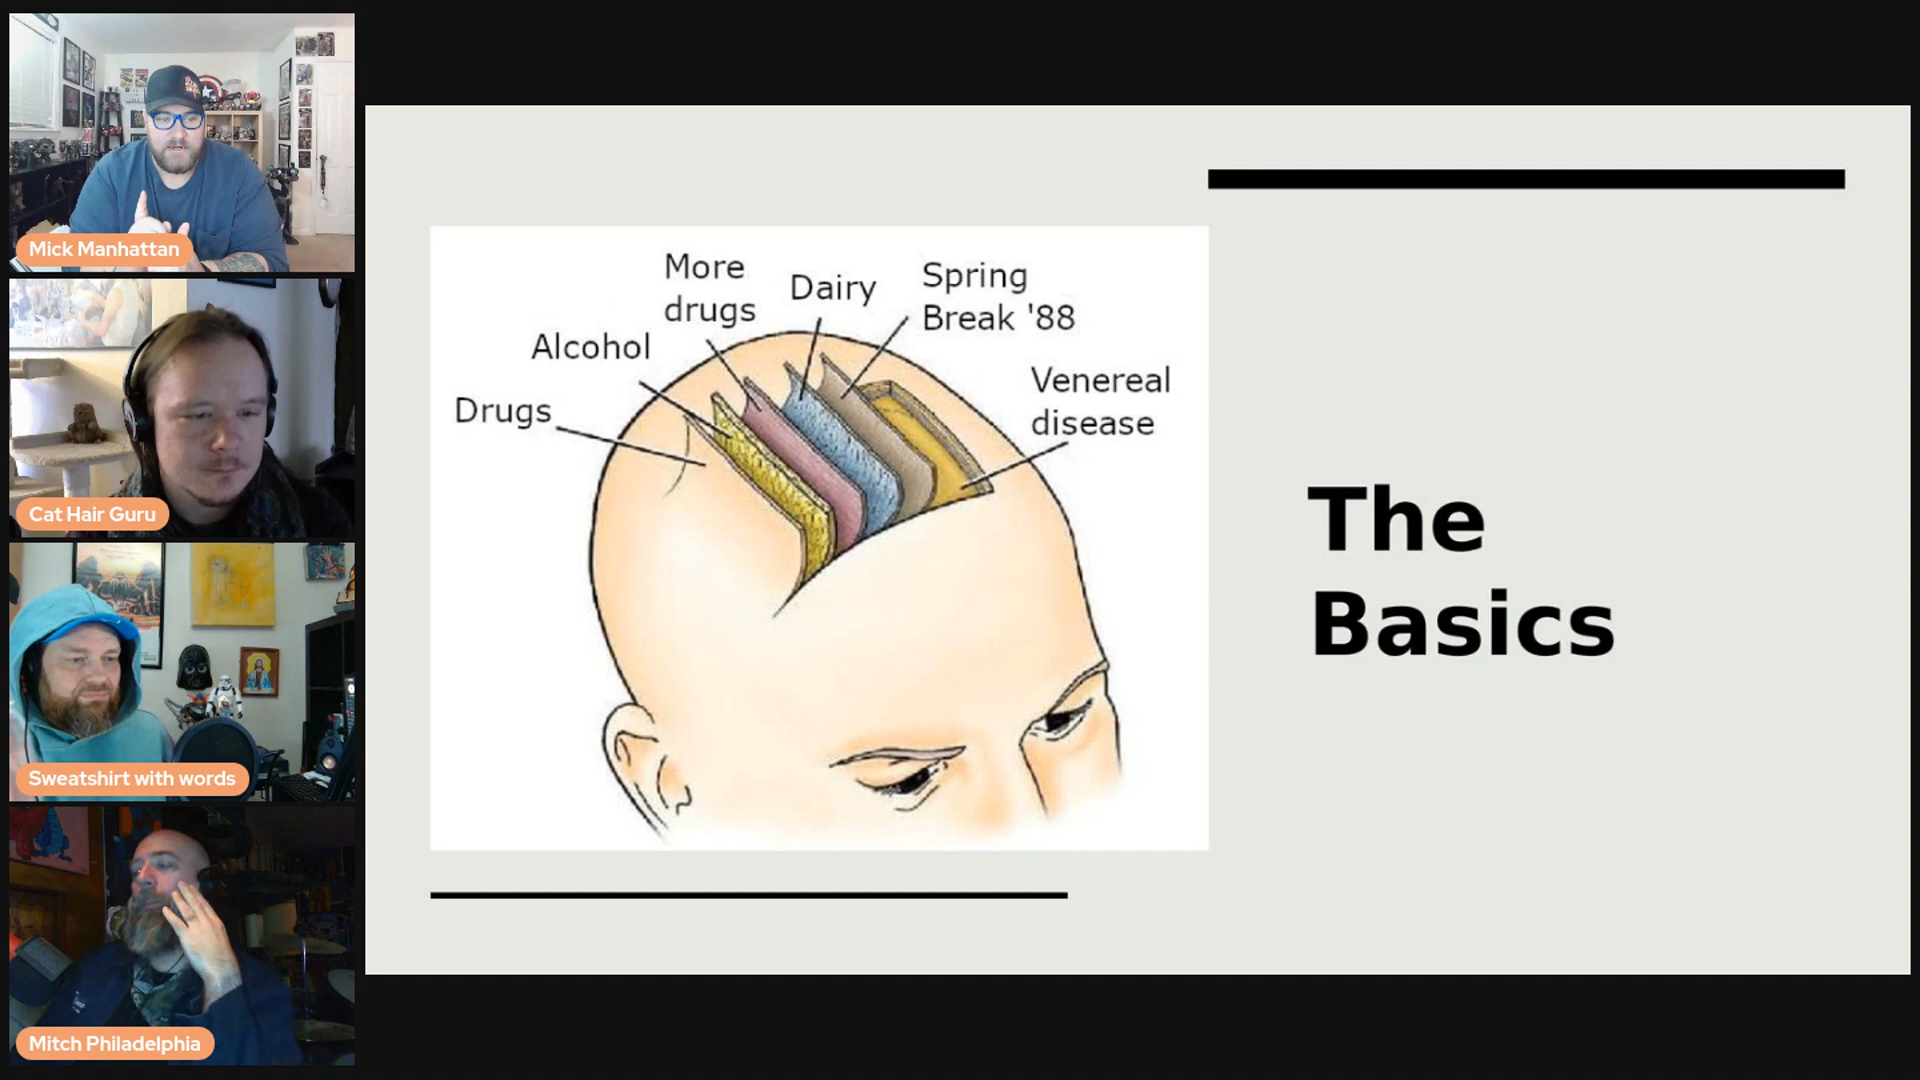 Mick Manhattan
Cat Hair Guru
Sweatshirt with words
Mitch Philadelphia
More
drugs
Dairy
Spring
Break '88
Alcohol
Drugs
Venereal
disease
The
Basics